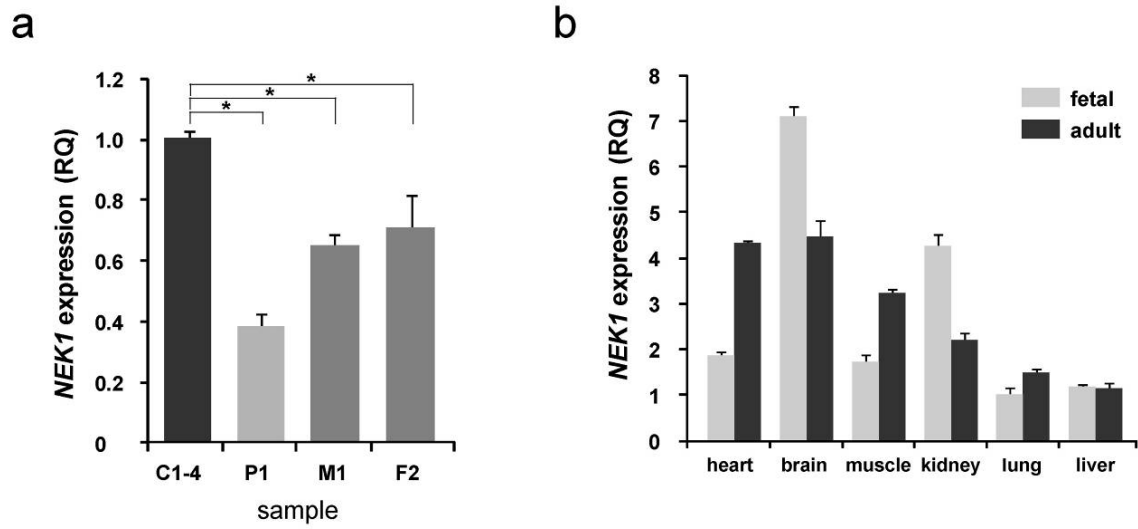 a
NEK1 expression (RQ)
1.2
1.0
0.8
0.6
0.4
0.2
0
*
*
*
C1-4 P1 M1 F2
sample
b
NEK1 expression (RQ)
8
7
6
5
4
3
2
1
0
fetal
adult
heart brain muscle kidney lung liver